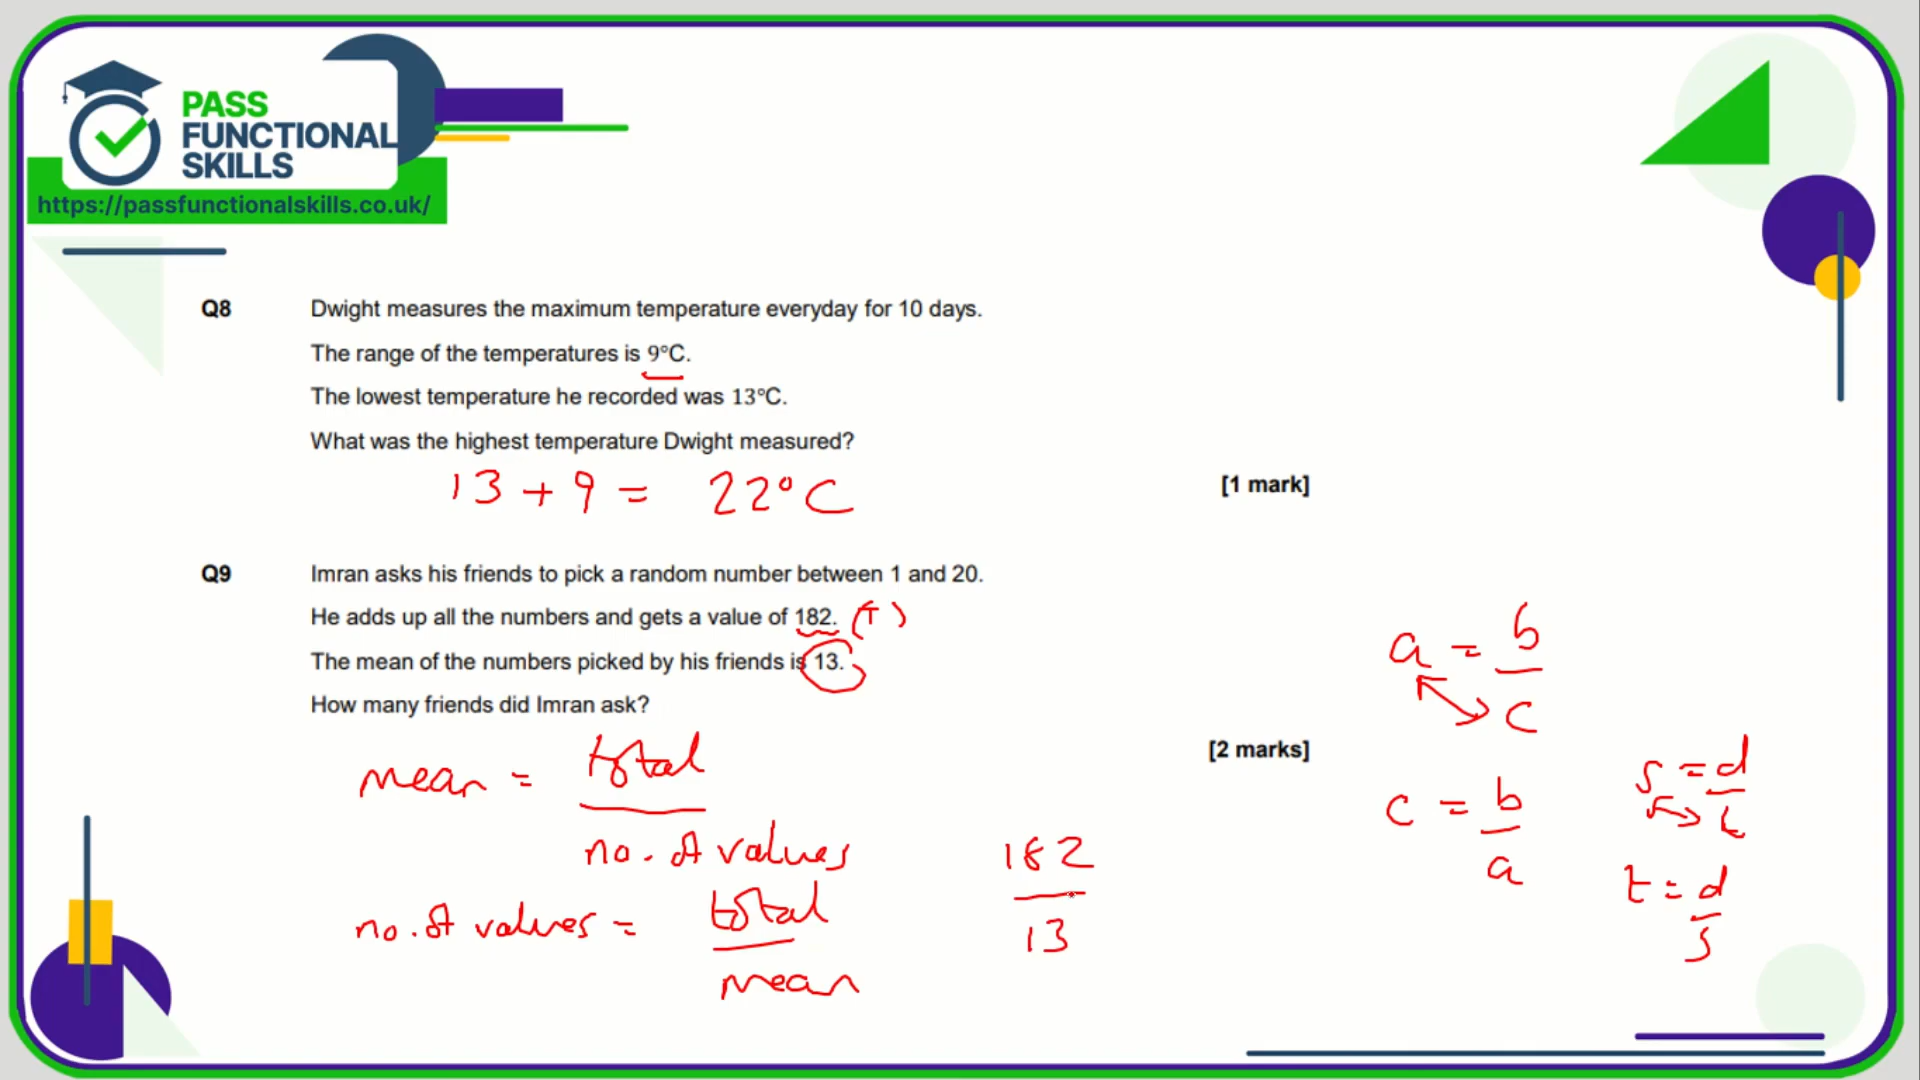 PASS
FUNCTIONAL
SKILLS
https://passfunctionalskills.co.uk/
Q8 Dwight measures the maximum temperature everyday for 10 days.
The range of the temperatures is 9°C.
The lowest temperature he recorded was 13°C.
What was the highest temperature Dwight measured?
13 + 9 = 22°C
[1 mark]
Q9 Imran asks his friends to pick a random number between 1 and 20.
He adds up all the numbers and gets a value of 182. (T)
The mean of the numbers picked by his friends is 13.
How many friends did Imran ask?
[2 marks]
mean = total
no. of values
no. of values = total
mean
182
13
a = b
c
c = b
a
s = d
t
t = d
s